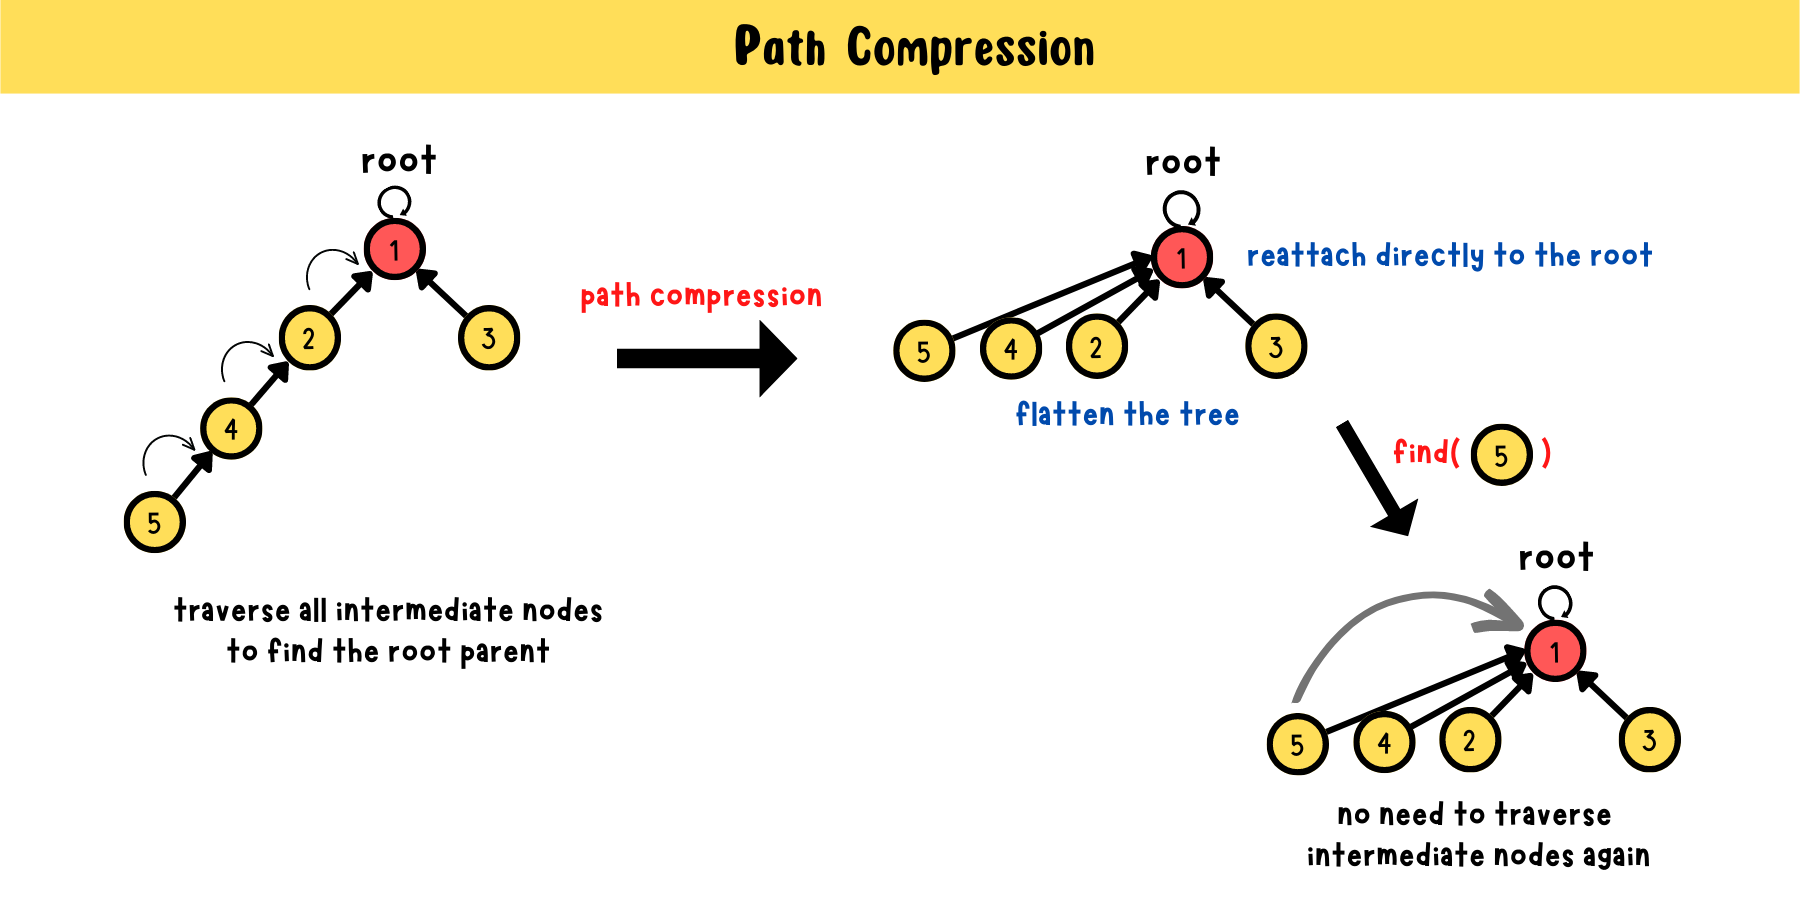 Path Compression
root
1
2
3
4
5
traverse all intermediate nodes
to find the root parent
path compression
root
1
reattach directly to the root
5
4
2
3
flatten the tree
find( 5 )
root
1
5
4
2
3
no need to traverse
intermediate nodes again